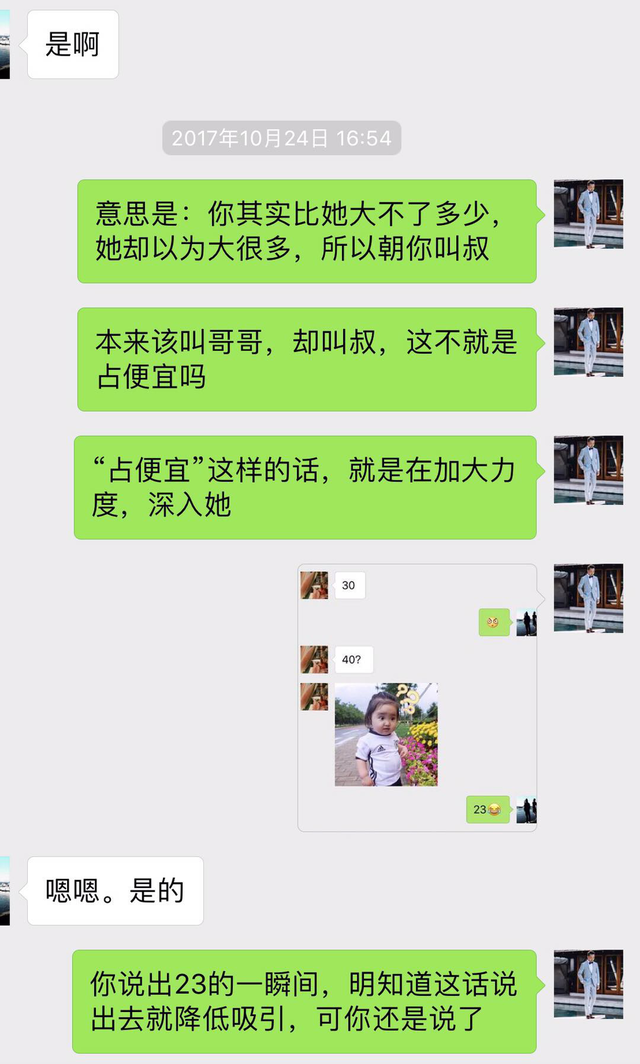 是啊
2017年10月24日 16:54
意思是：你其实比她大不了多少，
她却以为大很多，所以朝你叫叔
本来该叫哥哥，却叫叔，这不就是
占便宜吗
“占便宜”这样的话，就是在加大力
度，深入她
30
40?
23😂
嗯嗯。是的
你说出23的一瞬间，明知道这话说
出去就降低吸引，可你还是说了